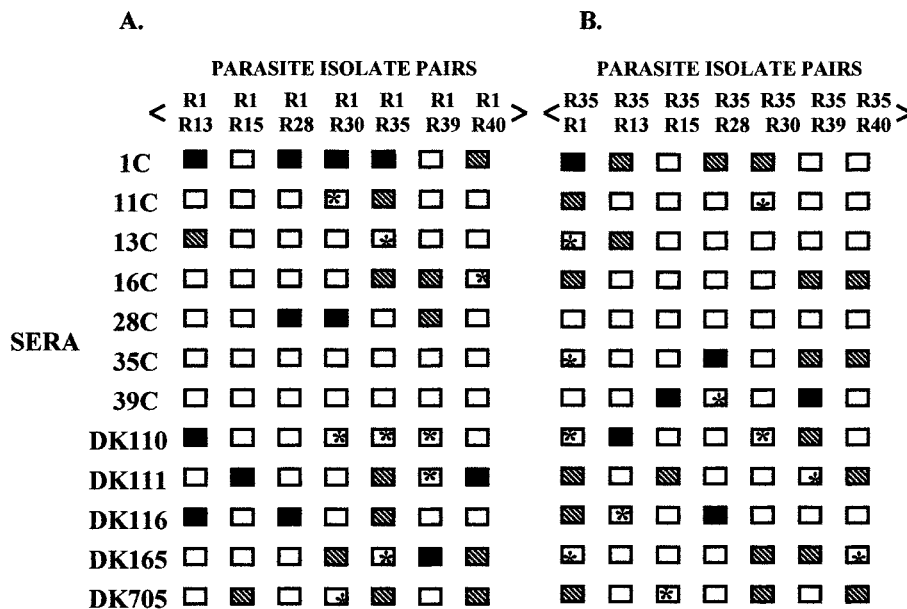 A. B.
PARASITE ISOLATE PAIRS PARASITE ISOLATE PAIRS
R1 R1 R1 R1 R1 R1 R1 R35 R35 R35 R35 R35 R35 R35
< R13 R15 R28 R30 R35 R39 R40 > < R1 R13 R15 R28 R30 R39 R40 >
1C
11C *  *
13C *  *
16C *
28C
SERA
35C *
39C *
DK110 * * *  * *
DK111 *  *
DK116 *
DK165 *  * *
DK705 *  *